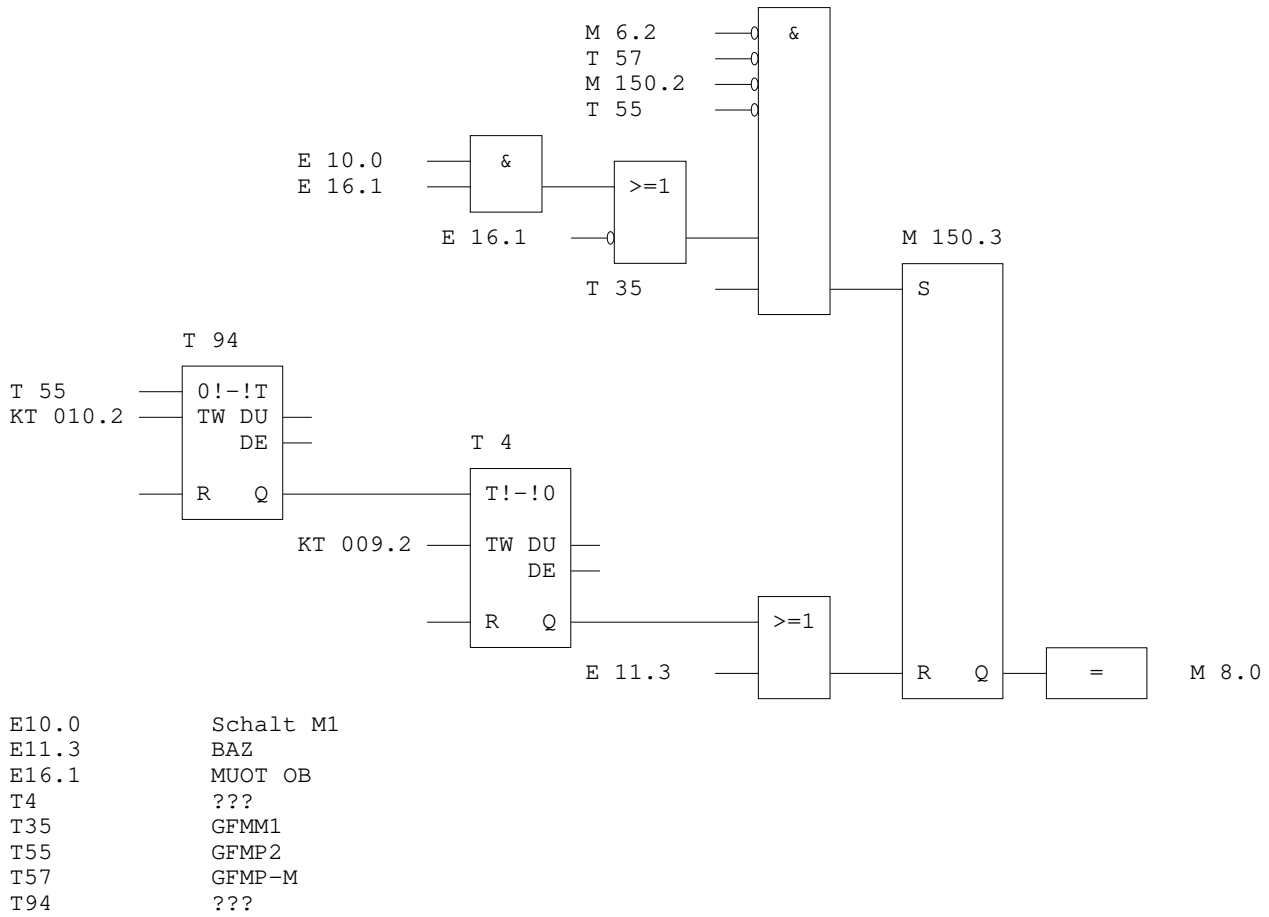 M 6.2 &
T 57
M 150.2
T 55
E 10.0 &
E 16.1 >=1
E 16.1 M 150.3
T 35 S
T 94
T 55 0!-!T
KT 010.2 TW DU
DE T 4
R Q T!-!0
KT 009.2 TW DU
DE
R Q >=1
E 11.3 R Q = M 8.0
E10.0 Schalt M1
E11.3 BAZ
E16.1 MUOT OB
T4 ???
T35 GFMM1
T55 GFMP2
T57 GFMP-M
T94 ???